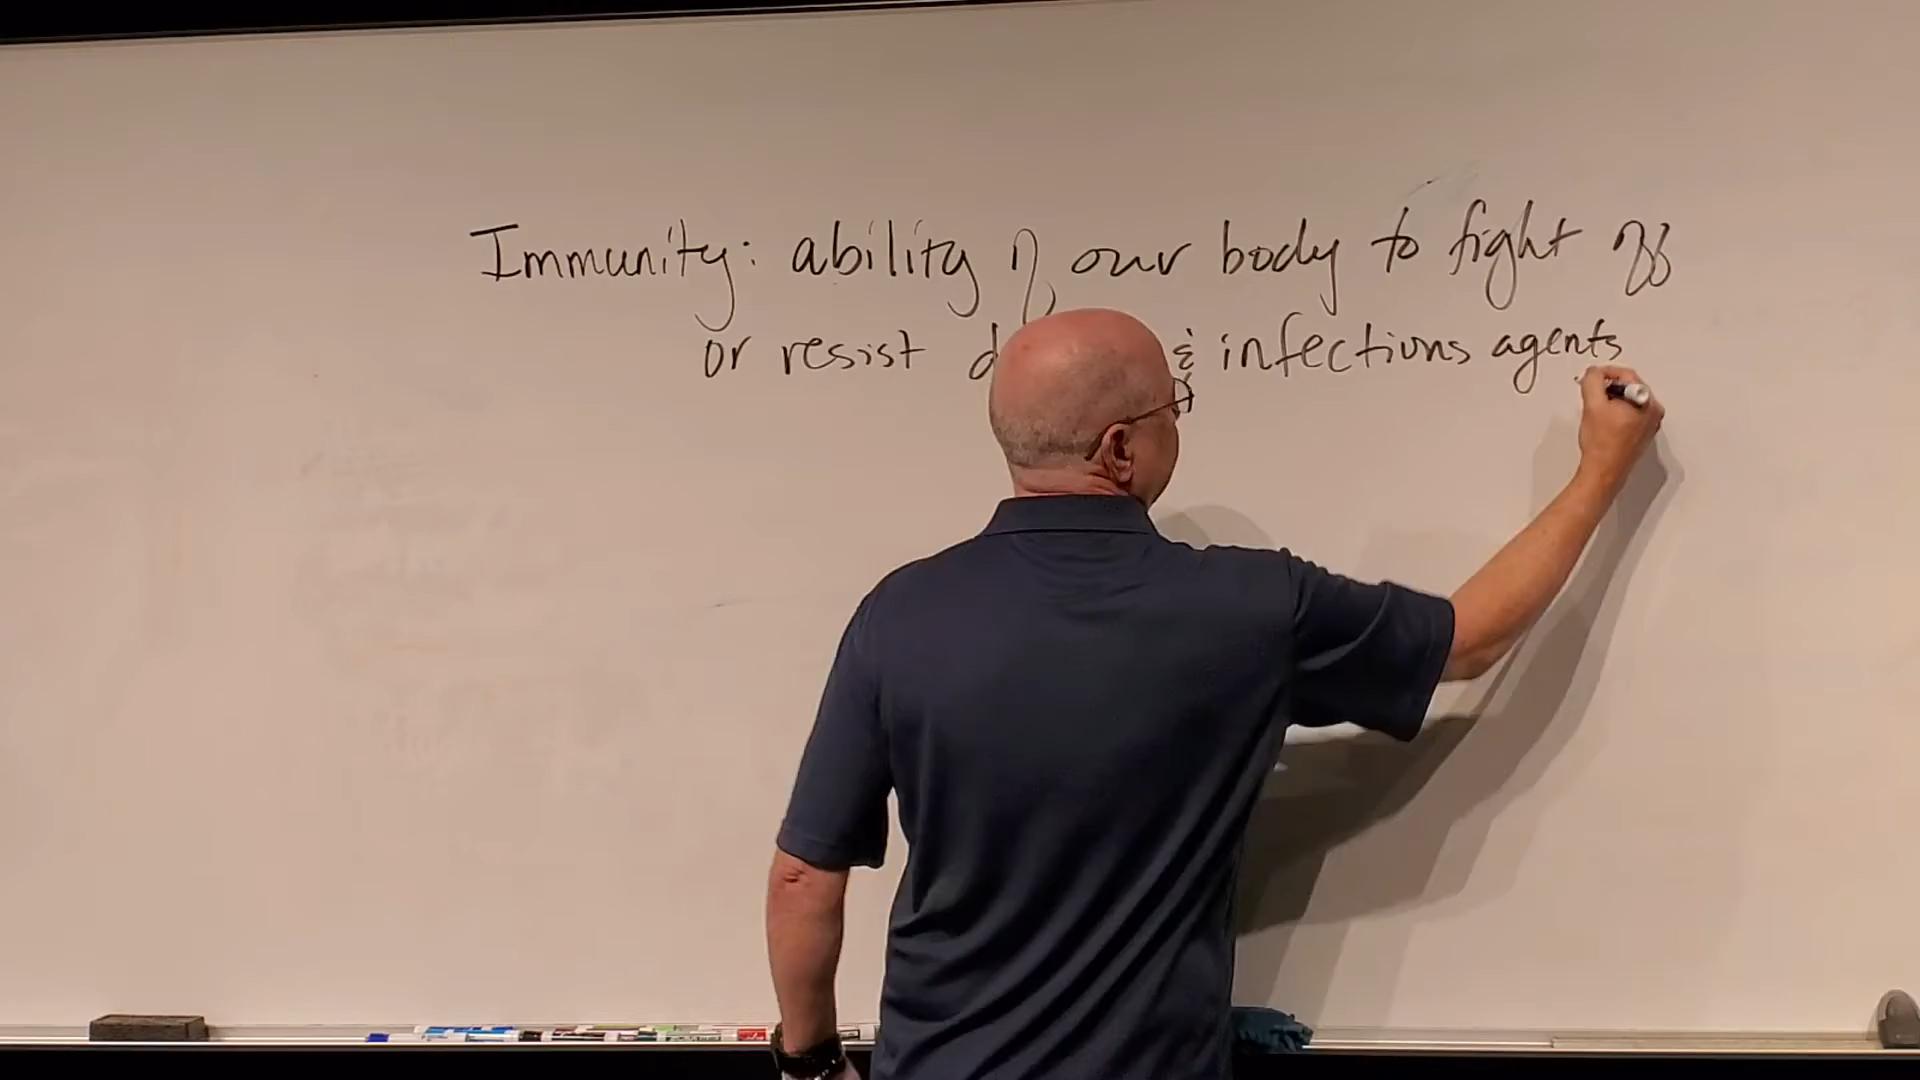 Immunity: ability of our body to fight off
or resist d & infections agents